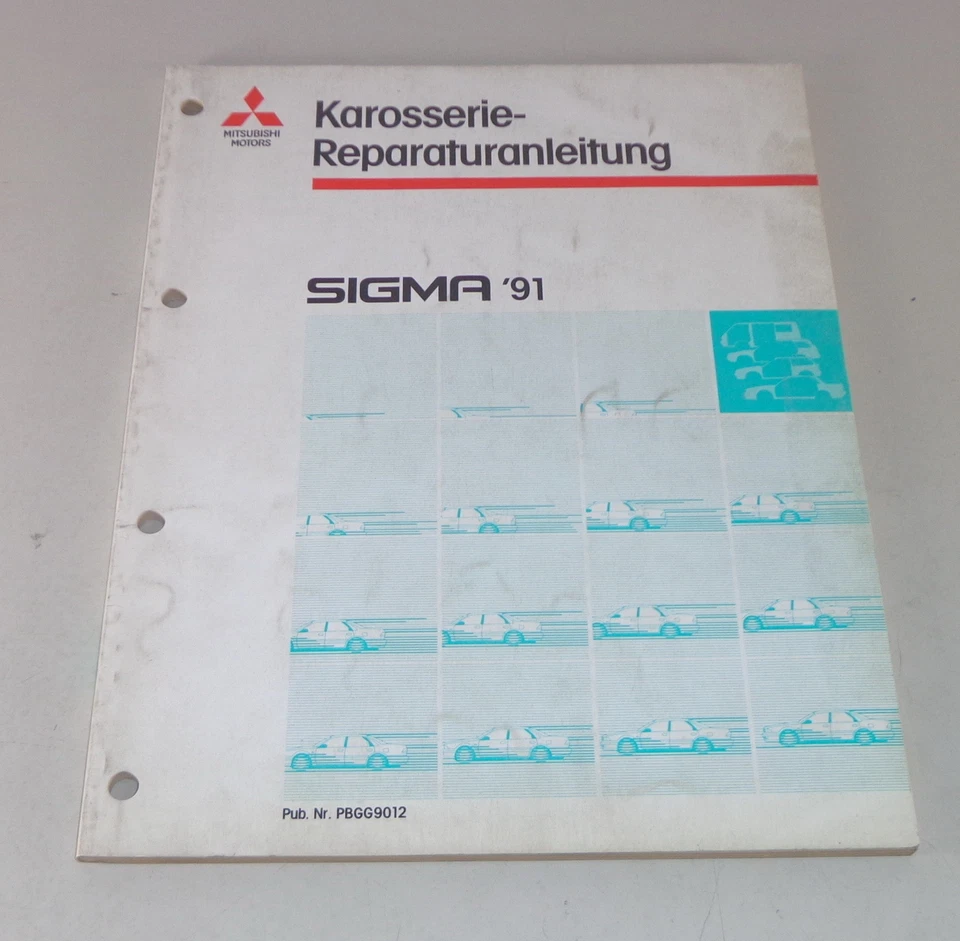 MITSUBISHI
MOTORS
Karosserie-
Reparaturanleitung
SIGMA '91
Pub. Nr. PBGG9012